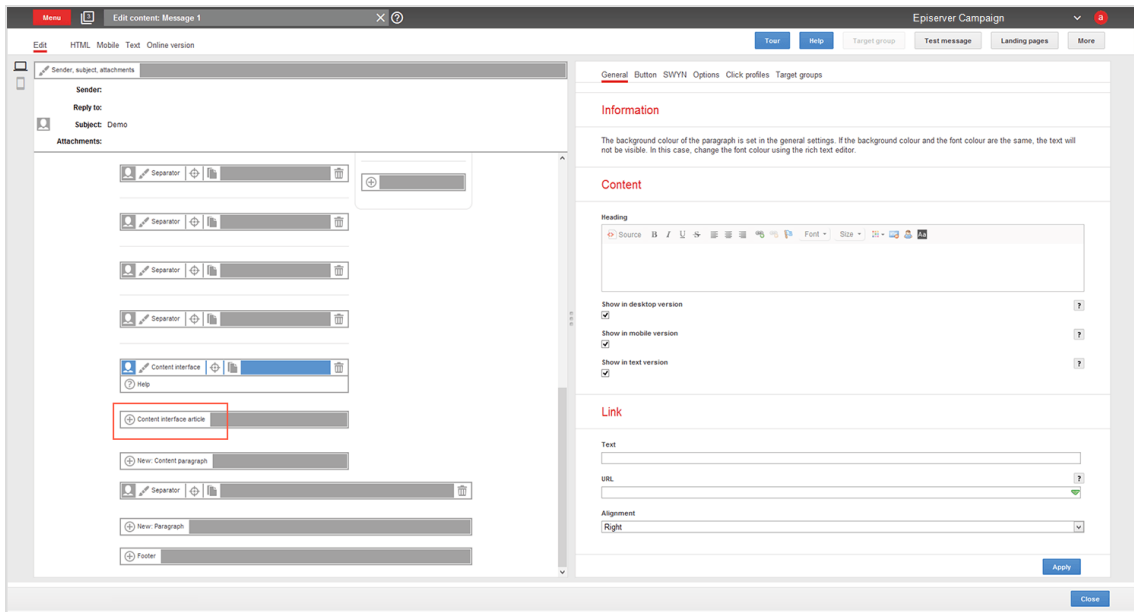 Menu
3
Edit content: Message 1
Episerver Campaign
a
Edit
HTML
Mobile
Text
Online version
Tour
Help
Target group
Test message
Landing pages
More
Sender, subject, attachments
Sender:
Reply to:
Subject: Demo
Attachments:
Separator
Separator
Separator
Separator
Content interface
? Help
Content interface article
New: Content paragraph
Separator
New: Paragraph
Footer
General
Button
SWYN
Options
Click profiles
Target groups
Information
The background colour of the paragraph is set in the general settings. If the background colour and the font colour are the same, the text will
not be visible. In this case, change the font colour using the rich text editor.
Content
Heading
Source B I U S Font Size Aa
Show in desktop version ?
Show in mobile version ?
Show in text version ?
Link
Text
URL ?
Alignment
Right
Apply
Close